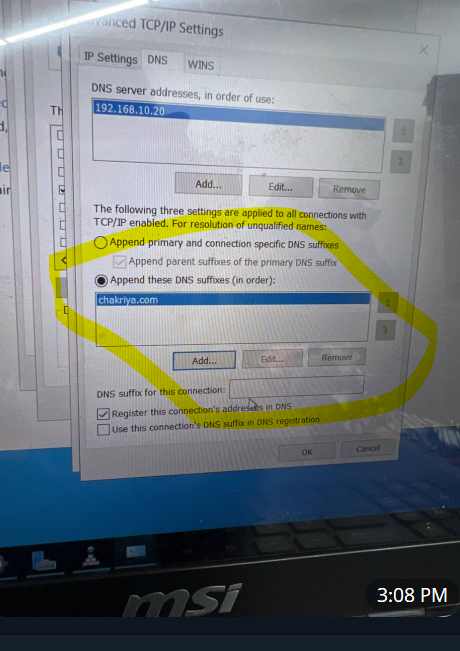 Advanced TCP/IP Settings
IP Settings DNS WINS
DNS server addresses, in order of use:
192.168.10.20
Add... Edit... Remove
The following three settings are applied to all connections with
TCP/IP enabled. For resolution of unqualified names:
Append primary and connection specific DNS suffixes
Append parent suffixes of the primary DNS suffix
Append these DNS suffixes (in order):
chakriya.com
Add... Edit... Remove
DNS suffix for this connection:
Register this connection's addresses in DNS
Use this connection's DNS suffix in DNS registration
OK Cancel
msi
3:08 PM